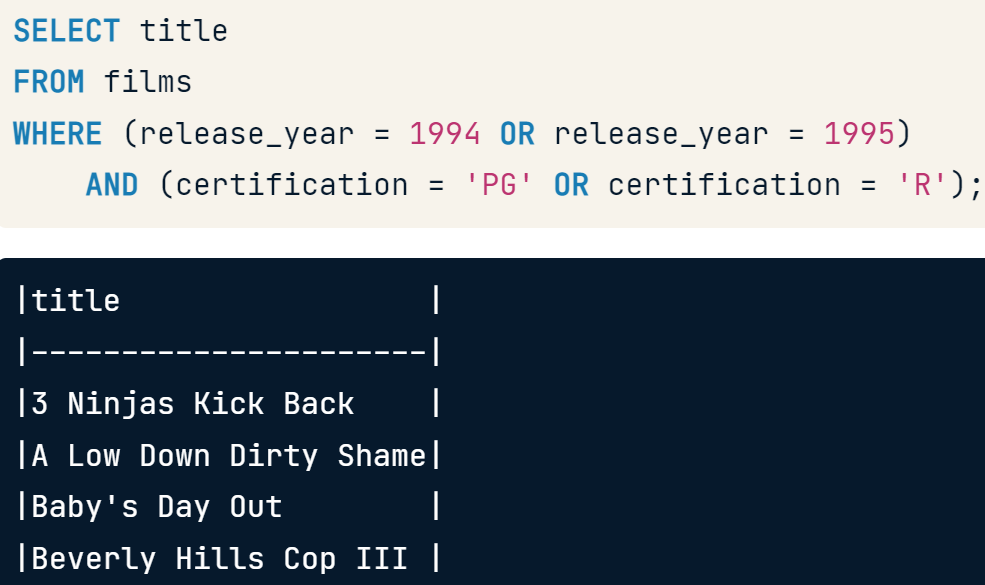 SELECT title
FROM films
WHERE (release_year = 1994 OR release_year = 1995)
    AND (certification = 'PG' OR certification = 'R');
|title                 |
|----------------------|
|3 Ninjas Kick Back    |
|A Low Down Dirty Shame|
|Baby's Day Out        |
|Beverly Hills Cop III |